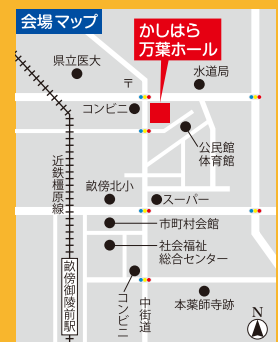 会場マップ
かしはら
万葉ホール
県立医大
〒
水道局
コンビニ
公民館
体育館
近鉄橿原線
畝傍北小
スーパー
市町村会館
社会福祉
総合センター
畝傍御陵前駅
コンビニ
中街道
本薬師寺跡
N